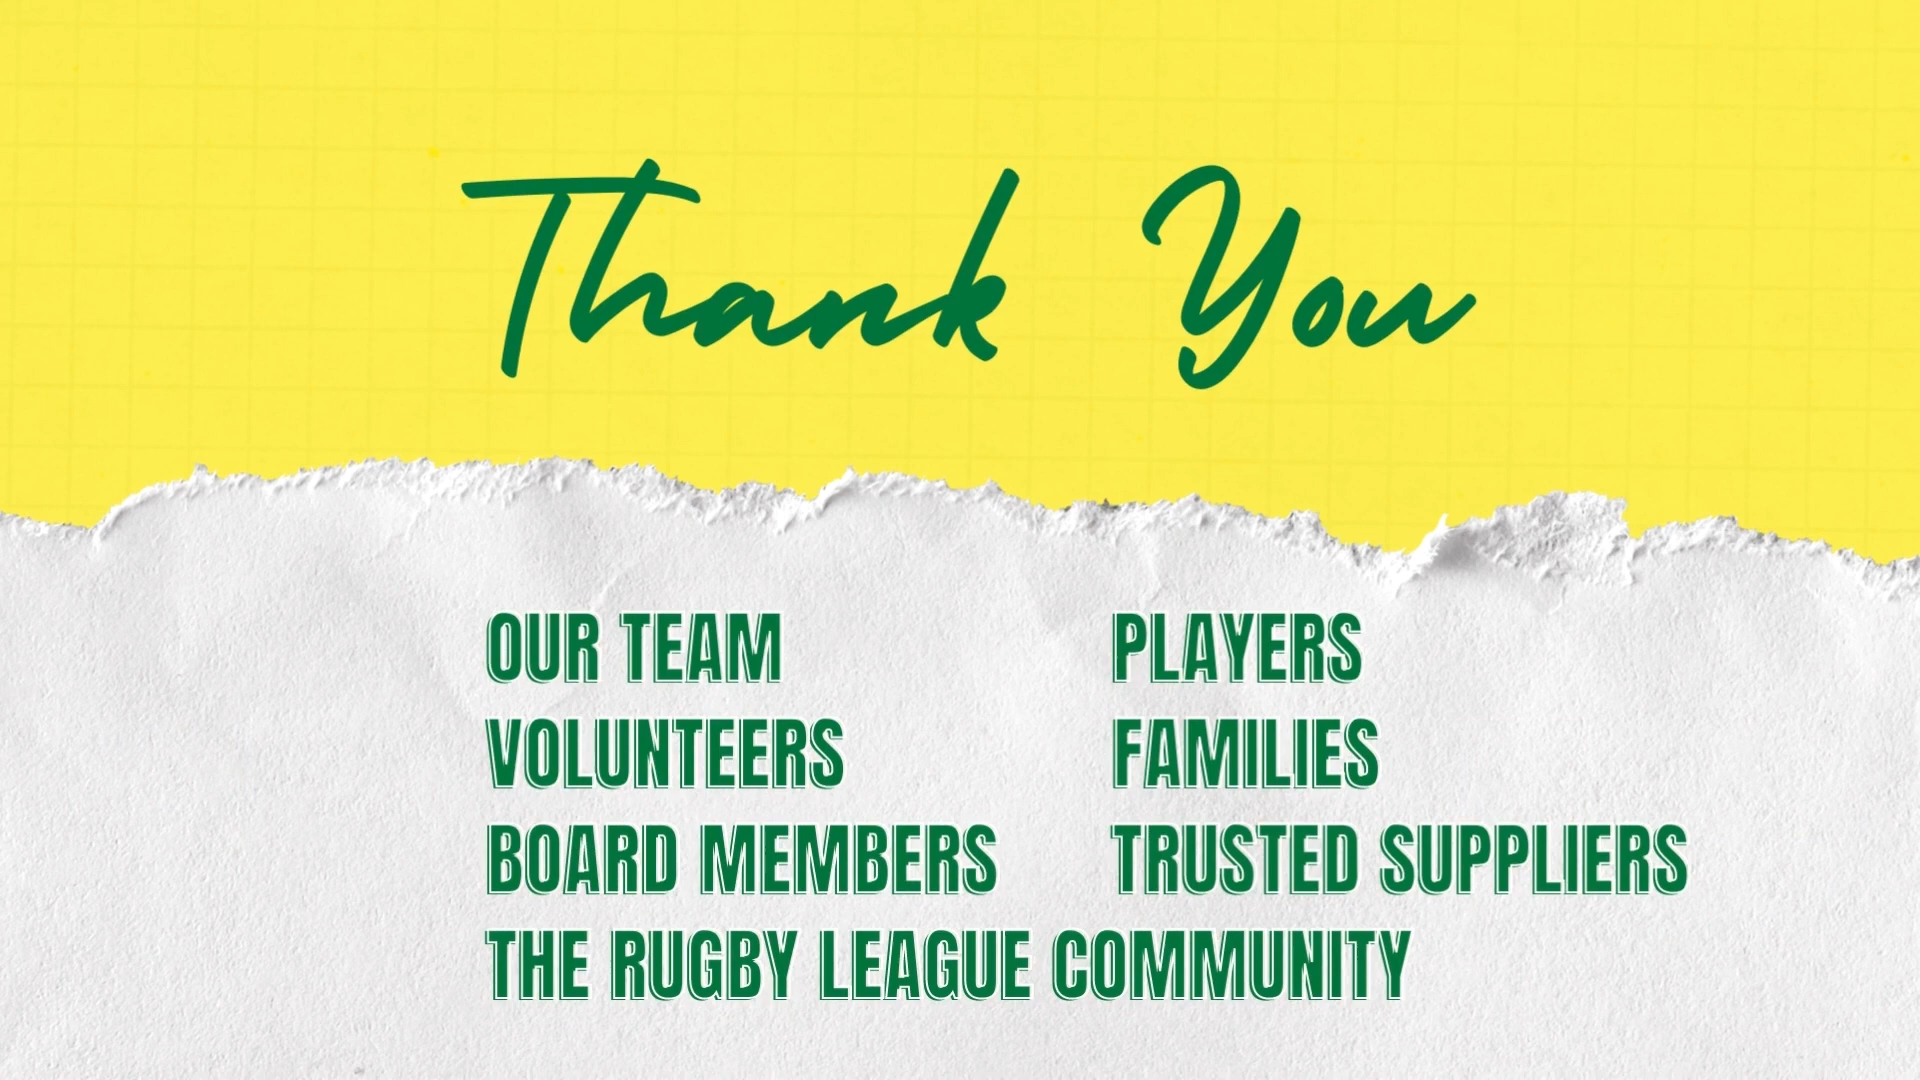 Thank You
OUR TEAM
VOLUNTEERS
BOARD MEMBERS
PLAYERS
FAMILIES
TRUSTED SUPPLIERS
THE RUGBY LEAGUE COMMUNITY